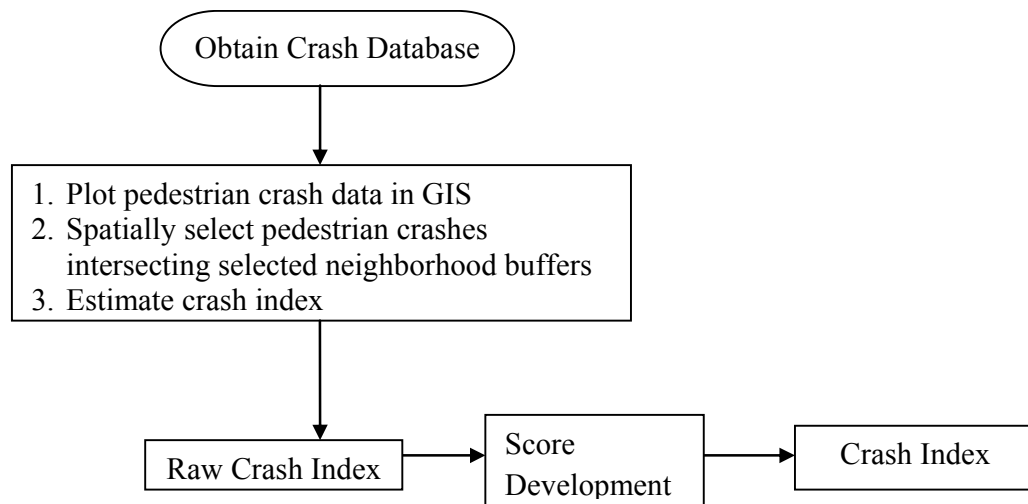 Obtain Crash Database
1. Plot pedestrian crash data in GIS
2. Spatially select pedestrian crashes
intersecting selected neighborhood buffers
3. Estimate crash index
Raw Crash Index
Score
Development
Crash Index